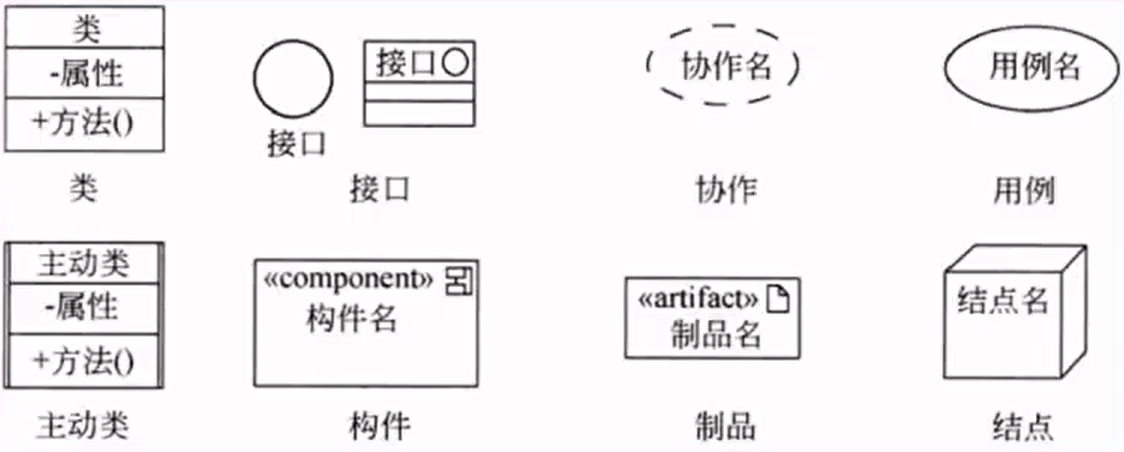 类
-属性
+方法()
类
接口
接口
接口
协作名
协作
用例名
用例
主动类
-属性
+方法()
主动类
«component»
构件名
构件
«artifact»
制品名
制品
结点名
结点